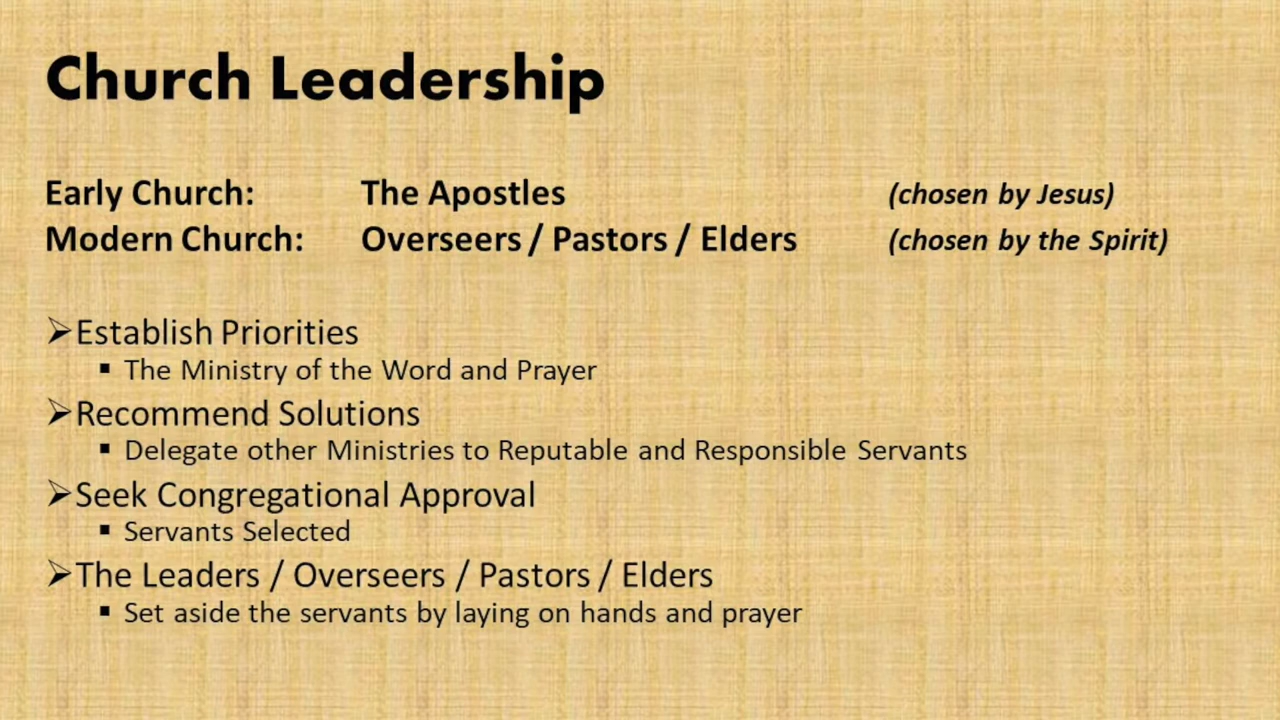 Church Leadership
Early Church: The Apostles (chosen by Jesus)
Modern Church: Overseers / Pastors / Elders (chosen by the Spirit)
➢Establish Priorities
▪ The Ministry of the Word and Prayer
➢Recommend Solutions
▪ Delegate other Ministries to Reputable and Responsible Servants
➢Seek Congregational Approval
▪ Servants Selected
➢The Leaders / Overseers / Pastors / Elders
▪ Set aside the servants by laying on hands and prayer